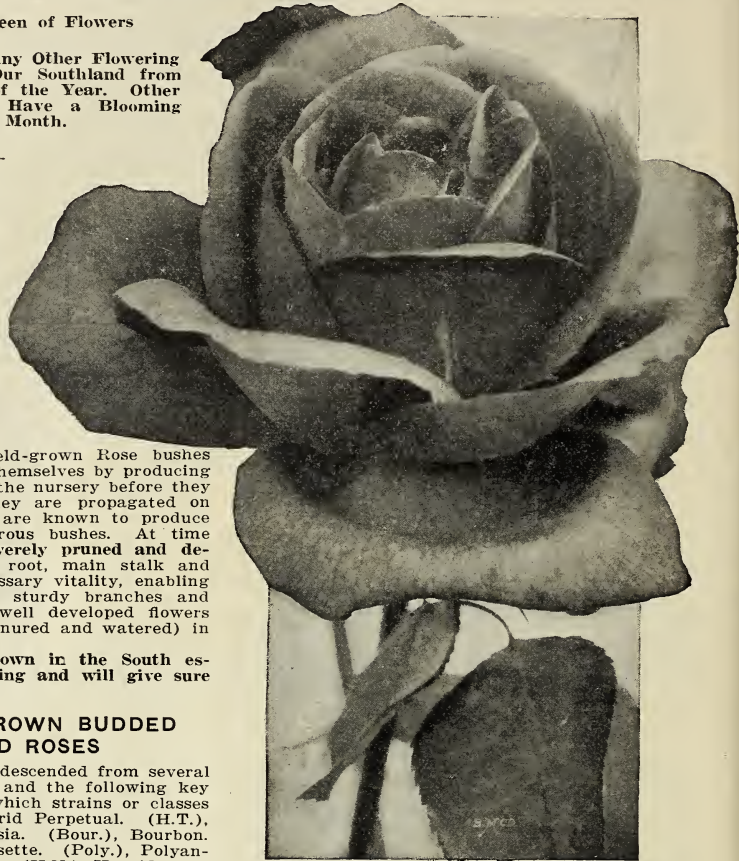 een of Flowers
ny Other Flowering
Our Southland from
f the Year. Other
Have a Blooming
Month.
eld-grown Rose bushes
hemselves by producing
the nursery before they
ey are propagated on
are known to produce
rous bushes. At time
verely pruned and de-
root, main stalk and
ssary vitality, enabling
sturdy branches and
well developed flowers
nured and watered) in
own in the South es-
ing and will give sure
ROWN BUDDED
D ROSES
descended from several
and the following key
which strains or classes
rid Perpetual. (H.T.),
sia. (Bour.), Bourbon.
sette. (Poly.), Polyan-